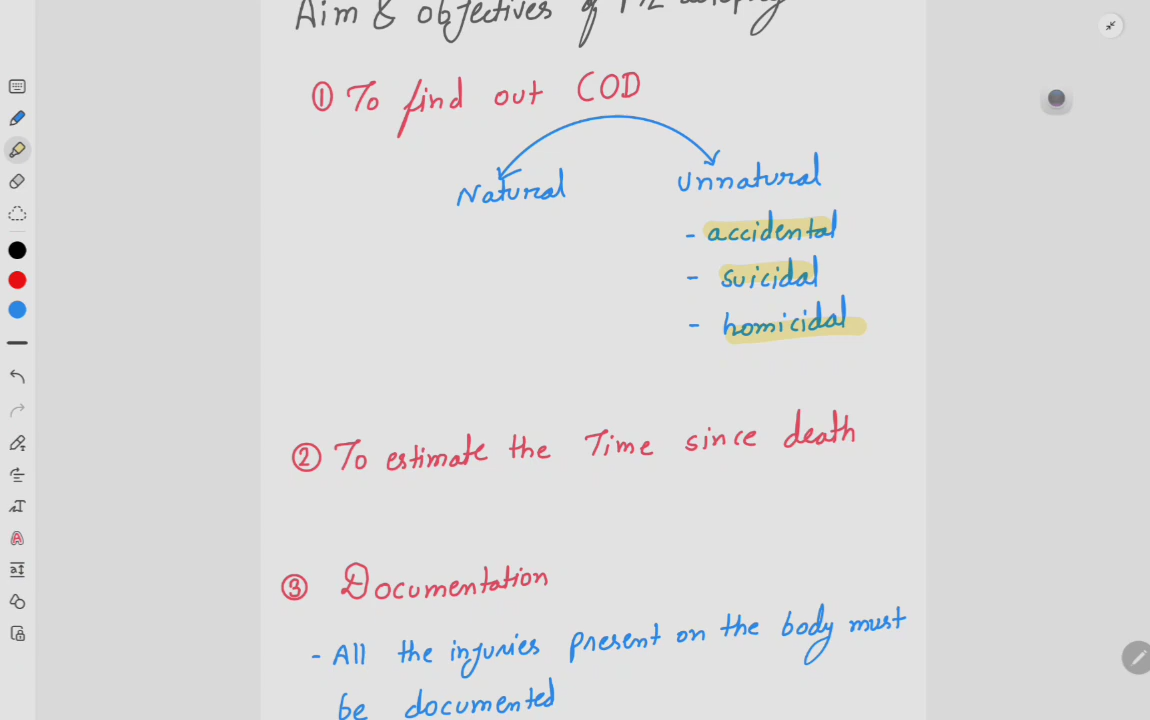 Aim & objectives of
① To find out COD
Natural
Unnatural
- accidental
- suicidal
- homicidal
② To estimate the Time since death
③ Documentation
- All the injuries present on the body must
be documented